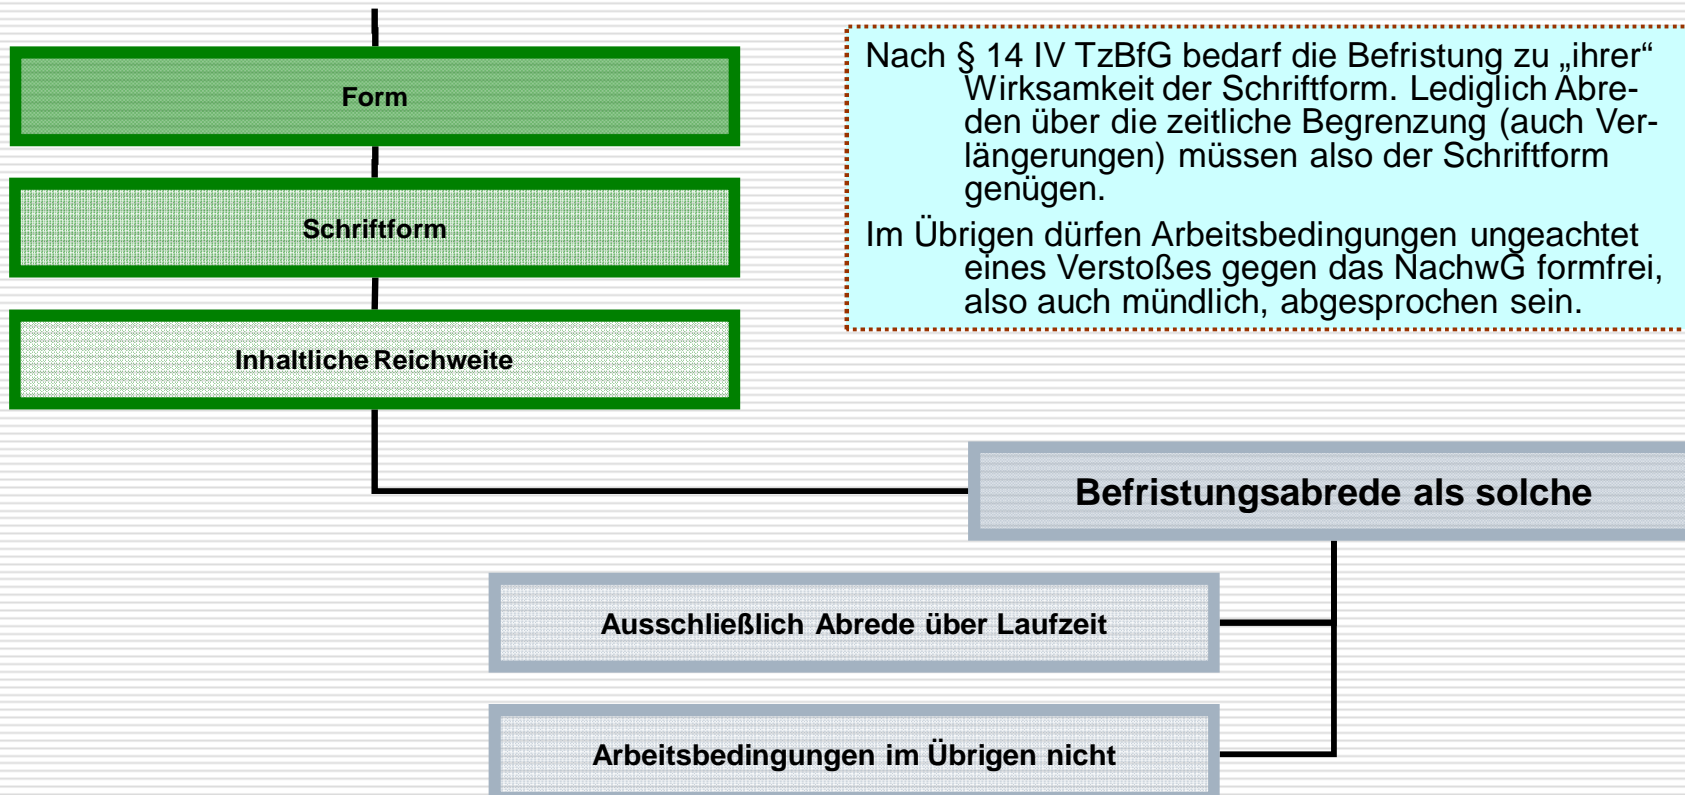 Form
Schriftform
Inhaltliche Reichweite
Nach § 14 IV TzBfG bedarf die Befristung zu „ihrer“
Wirksamkeit der Schriftform. Lediglich Abre-
den über die zeitliche Begrenzung (auch Ver-
längerungen) müssen also der Schriftform
genügen.
Im Übrigen dürfen Arbeitsbedingungen ungeachtet
eines Verstoßes gegen das NachwG formfrei,
also auch mündlich, abgesprochen sein.
Befristungsabrede als solche
Ausschließlich Abrede über Laufzeit
Arbeitsbedingungen im Übrigen nicht